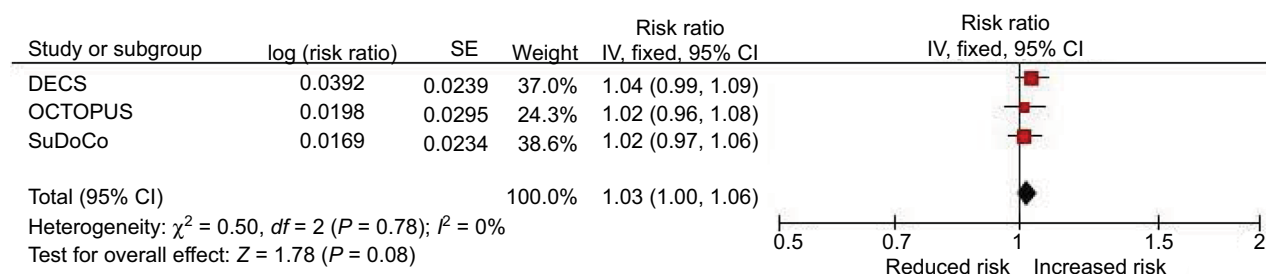 Risk ratio Risk ratio
Study or subgroup log (risk ratio) SE Weight IV, fixed, 95% CI IV, fixed, 95% CI
DECS 0.0392 0.0239 37.0% 1.04 (0.99, 1.09)
OCTOPUS 0.0198 0.0295 24.3% 1.02 (0.96, 1.08)
SuDoCo 0.0169 0.0234 38.6% 1.02 (0.97, 1.06)
Total (95% CI) 100.0% 1.03 (1.00, 1.06)
Heterogeneity: χ² = 0.50, df = 2 (P = 0.78); I² = 0%
Test for overall effect: Z = 1.78 (P = 0.08)
0.5 0.7 1 1.5 2
Reduced risk Increased risk